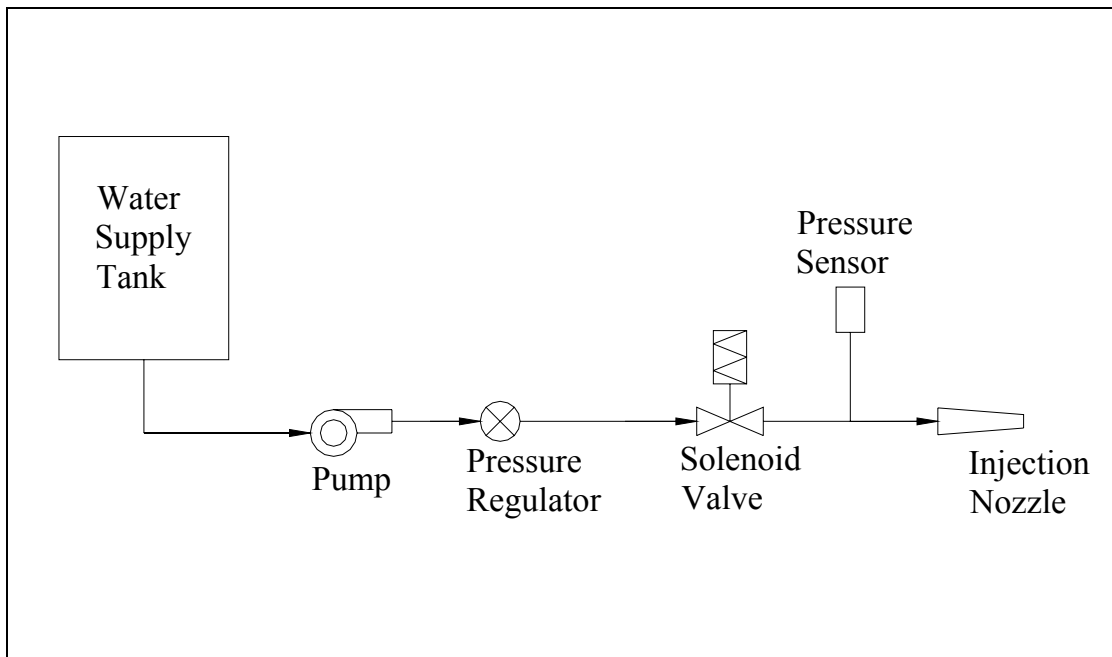 Water
Supply
Tank
Pump
Pressure
Regulator
Solenoid
Valve
Pressure
Sensor
Injection
Nozzle